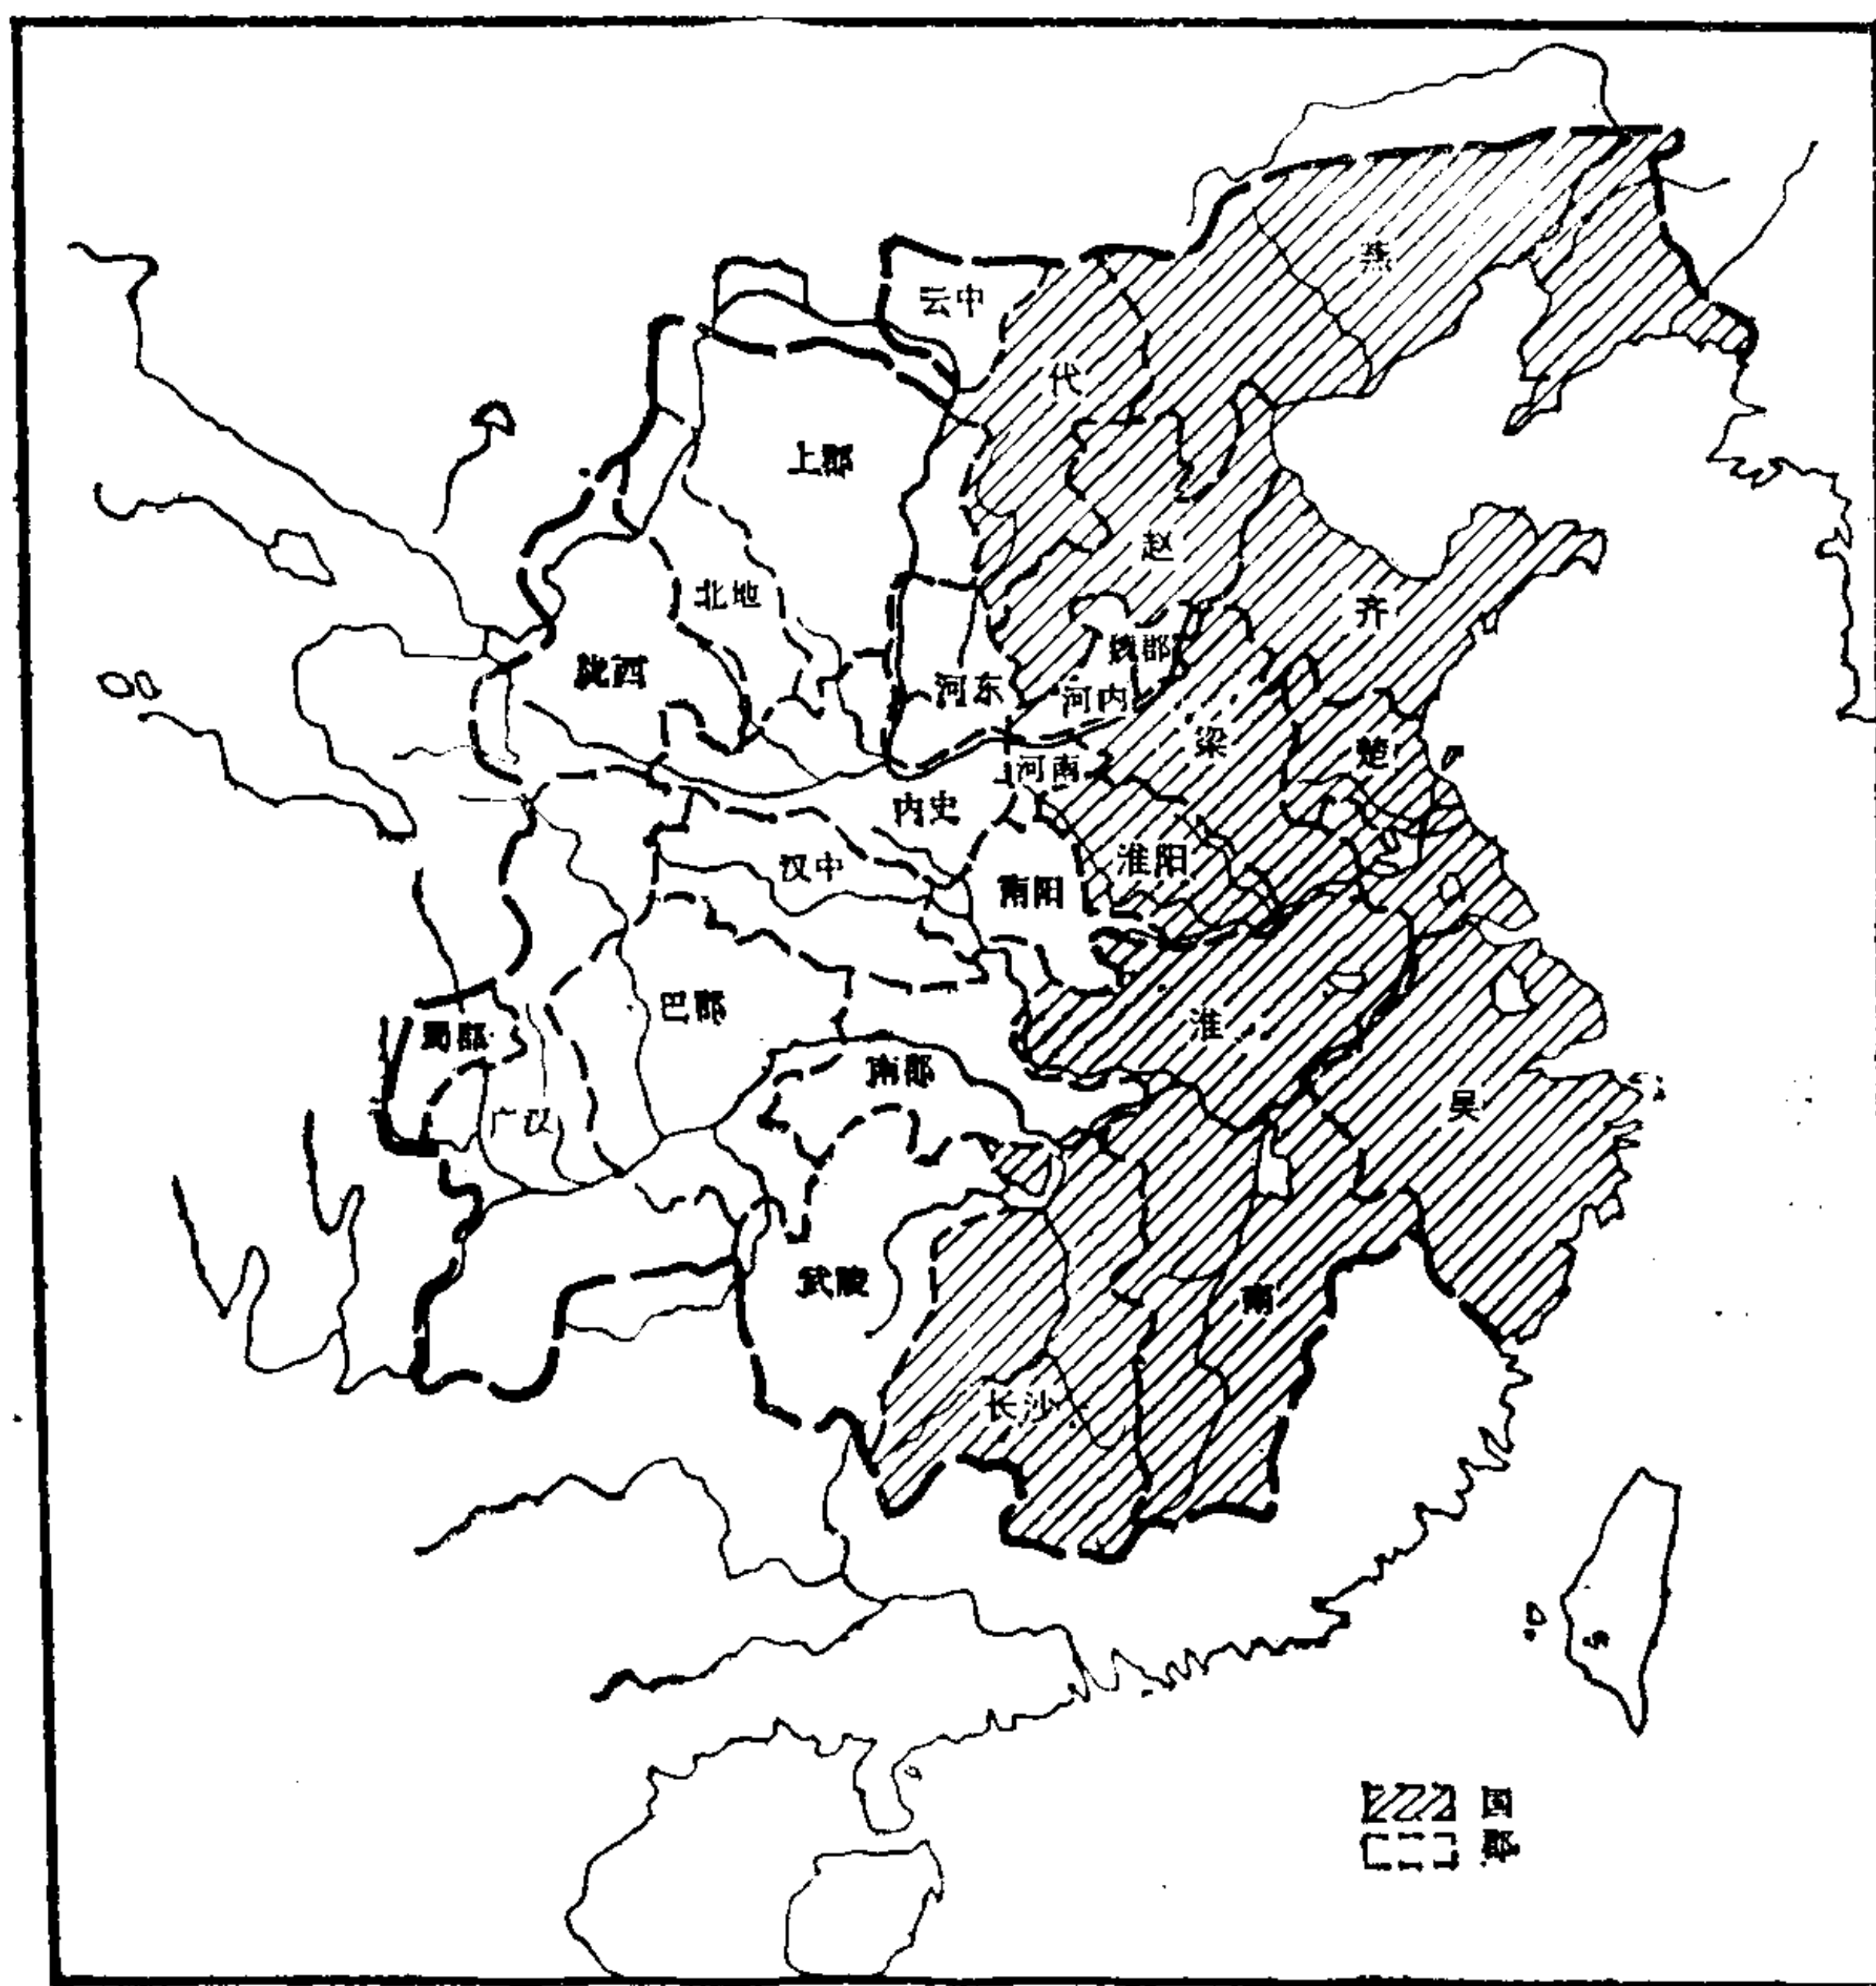 燕
云中
代
上郡
赵
北地
齐
魏郡
陇西
河东
河内
梁
楚
河南
内史
汉中
淮阳
南阳
巴郡
淮
蜀郡
南郡
吴
广汉
武陵
南
长沙
国
郡